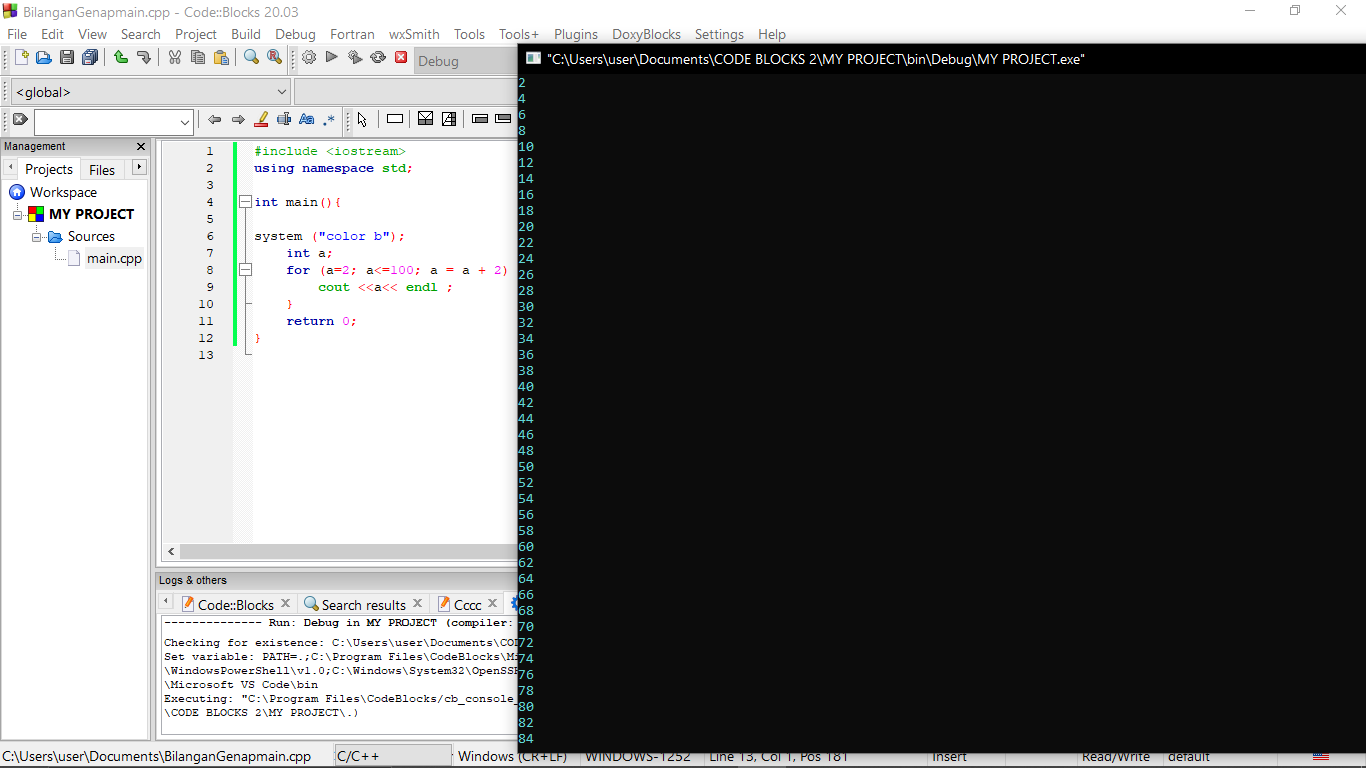 BilanganGenapmain.cpp - Code::Blocks 20.03
File Edit View Search Project Build Debug Fortran wxSmith Tools Tools+ Plugins DoxyBlocks Settings Help
Debug
"C:\Users\user\Documents\CODE BLOCKS 2\MY PROJECT\bin\Debug\MY PROJECT.exe"
<global>
Management
Projects Files
Workspace
MY PROJECT
Sources
main.cpp
1 #include <iostream>
2 using namespace std;
3
4 int main(){
5
6 system ("color b");
7 int a;
8 for (a=2; a<=100; a = a + 2)
9 cout <<a<< endl ;
10 }
11 return 0;
12 }
13
2
4
6
8
10
12
14
16
18
20
22
24
26
28
30
32
34
36
38
40
42
44
46
48
50
52
54
56
58
60
62
64
66
68
70
72
74
76
78
80
82
84
Logs & others
Code::Blocks Search results Cccc
-------------- Run: Debug in MY PROJECT (compiler:
Checking for existence: C:\Users\user\Documents\COD
Set variable: PATH=.;C:\Program Files\CodeBlocks\Mi
\WindowsPowerShell\v1.0;C:\Windows\System32\OpenSSH
\Microsoft VS Code\bin
Executing: "C:\Program Files\CodeBlocks/cb_console_
\CODE BLOCKS 2\MY PROJECT\.)
C:\Users\user\Documents\BilanganGenapmain.cpp C/C++ Windows (CR+LF) WINDOWS-1252 Line 13, Col 1, Pos 181 Insert Read/Write default